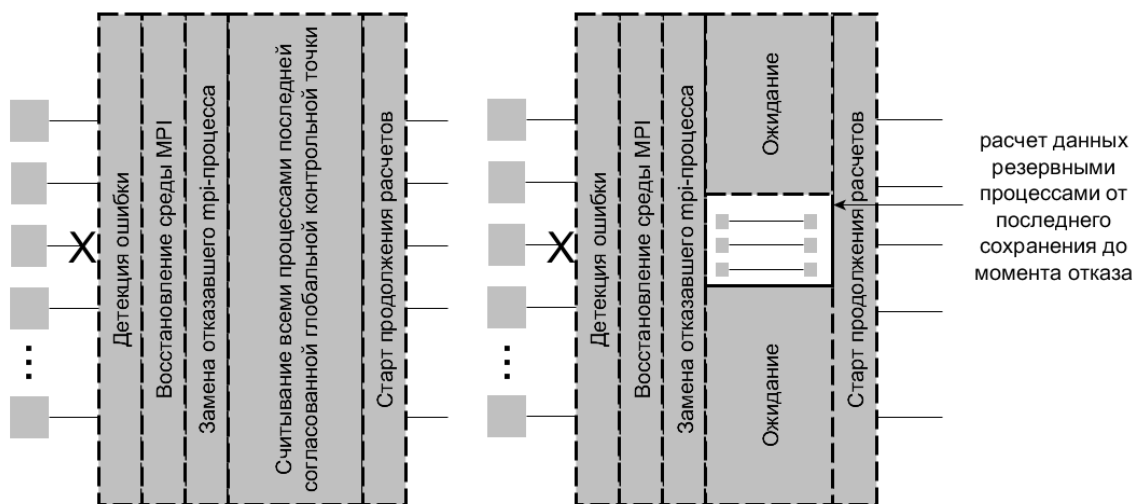 Детекция ошибки
Восстановление среды MPI
Замена отказавшего mpi-процесса
Считывание всеми процессами последней
согласованной глобальной контрольной точки
Старт продолжения расчетов
...
X
Детекция ошибки
Восстановление среды MPI
Замена отказавшего mpi-процесса
Ожидание
Ожидание
Старт продолжения расчетов
...
X
расчет данных
резервными
процессами от
последнего
сохранения до
момента отказа